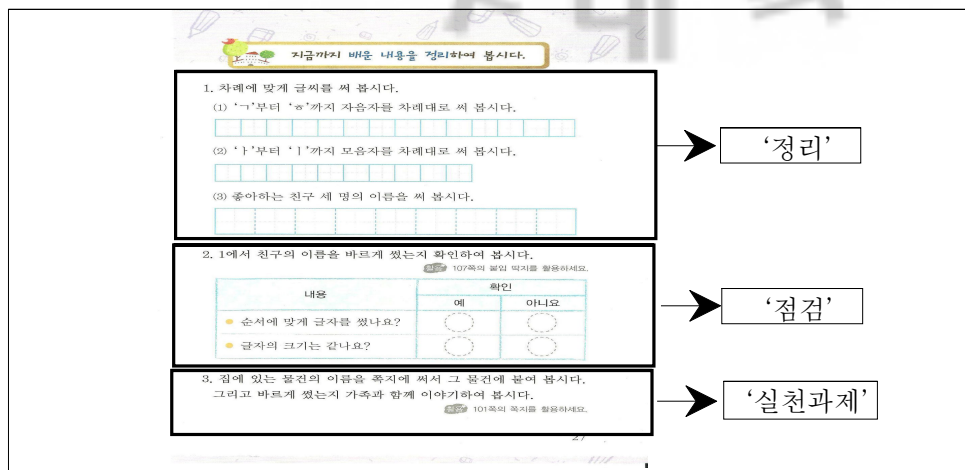 지금까지 배운 내용을 정리하여 봅시다.
1. 차례에 맞게 글씨를 써 봅시다.
(1) 'ㄱ'부터 'ㅎ'까지 자음자를 차례대로 써 봅시다.
(2) 'ㅏ'부터 'ㅣ'까지 모음자를 차례대로 써 봅시다.
(3) 좋아하는 친구 세 명의 이름을 써 봅시다.
'정리'
2. 1에서 친구의 이름을 바르게 썼는지 확인하여 봅시다.
활동 107쪽의 붙임 딱지를 활용하세요.
내용
확인
예 아니요
순서에 맞게 글자를 썼나요?
글자의 크기는 같나요?
'점검'
3. 집에 있는 물건의 이름을 쪽지에 써서 그 물건에 붙여 봅시다.
그리고 바르게 썼는지 가족과 함께 이야기하여 봅시다.
활동 101쪽의 쪽지를 활용하세요.
'실천과제'
27